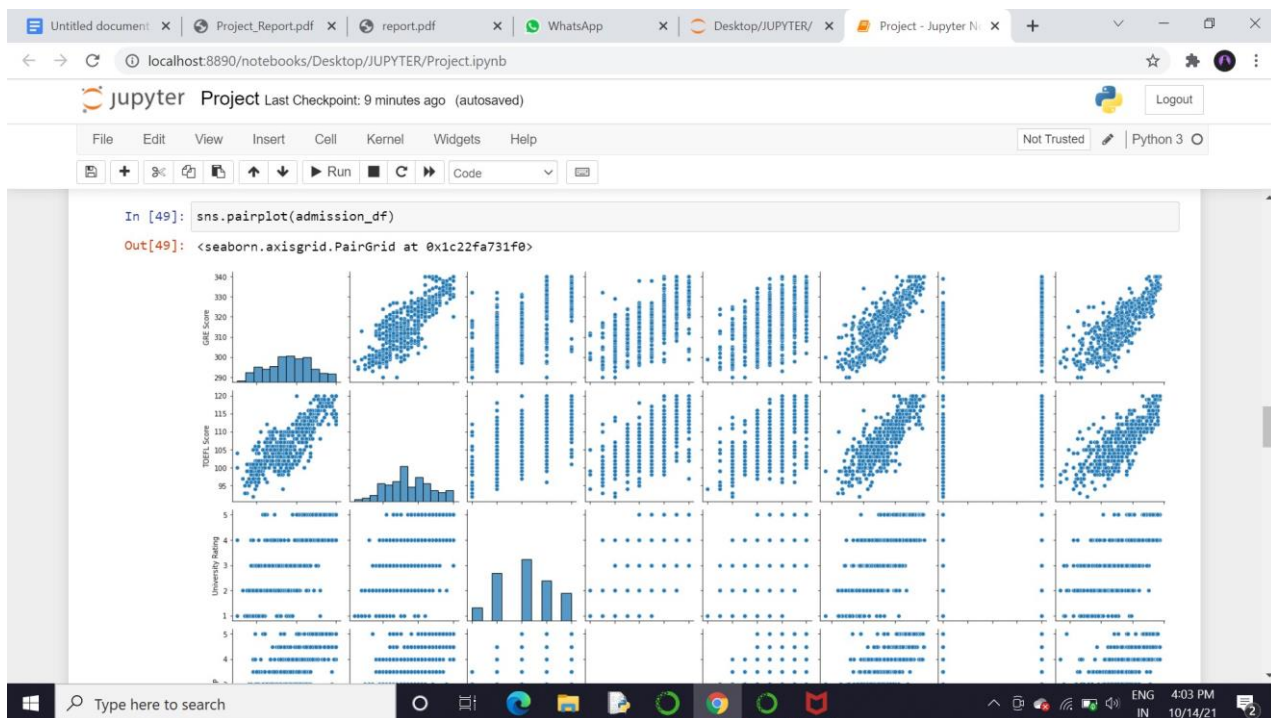 Untitled document
Project_Report.pdf
report.pdf
WhatsApp
Desktop/JUPYTER/
Project - Jupyter N
localhost:8890/notebooks/Desktop/JUPYTER/Project.ipynb
jupyter Project Last Checkpoint: 9 minutes ago (autosaved)
Logout
File Edit View Insert Cell Kernel Widgets Help
Not Trusted Python 3
Run Code
In [49]: sns.pairplot(admission_df)
Out[49]: <seaborn.axisgrid.PairGrid at 0x1c22fa731f0>
340
330
320
310
300
290
GRE Score
120
115
110
105
100
95
TOEFL Score
5
4
3
2
1
University Rating
5
4
Type here to search
ENG 4:03 PM
IN 10/14/21
2